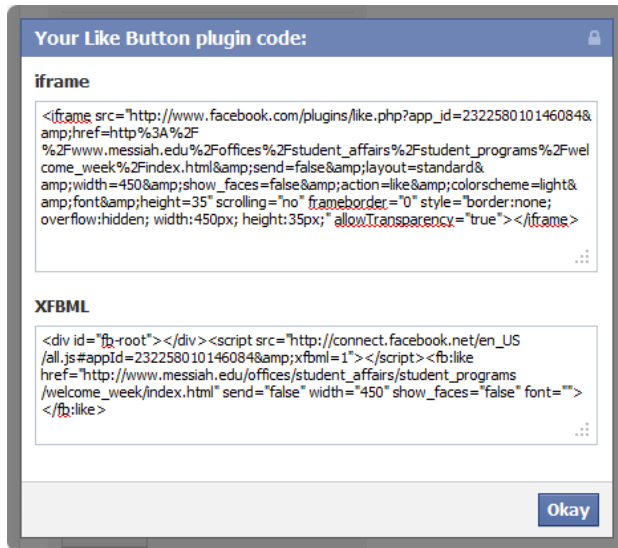 Your Like Button plugin code:
iframe
<iframe src="http://www.facebook.com/plugins/like.php?app_id=232258010146084&
amp;href=http%3A%2F
%2Fwww.messiah.edu%2Foffices%2Fstudent_affairs%2Fstudent_programs%2Fwel
come_week%2Findex.html&amp;send=false&amp;layout=standard&
amp;width=450&amp;show_faces=false&amp;action=like&amp;colorscheme=light&
amp;font&amp;height=35" scrolling="no" frameborder="0" style="border:none;
overflow:hidden; width:450px; height:35px;" allowTransparency="true"></iframe>
XFBML
<div id="fb-root"></div><script src="http://connect.facebook.net/en_US
/all.js#appId=232258010146084&amp;xfbml=1"></script><fb:like
href="http://www.messiah.edu/offices/student_affairs/student_programs
/welcome_week/index.html" send="false" width="450" show_faces="false" font="">
</fb:like>
Okay